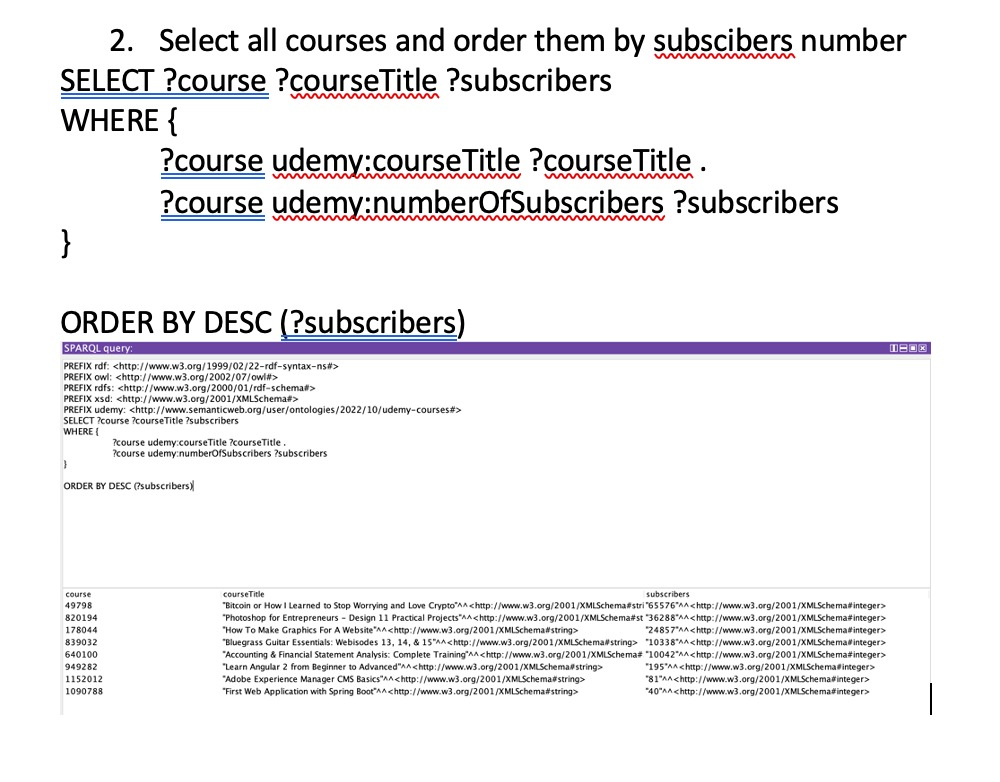 2. Select all courses and order them by subscibers number
SELECT ?course ?courseTitle ?subscribers
WHERE {
?course udemy:courseTitle ?courseTitle .
?course udemy:numberOfSubscribers ?subscribers
}
ORDER BY DESC (?subscribers)
SPARQL query:
PREFIX rdf: <http://www.w3.org/1999/02/22-rdf-syntax-ns#>
PREFIX owl: <http://www.w3.org/2002/07/owl#>
PREFIX rdfs: <http://www.w3.org/2000/01/rdf-schema#>
PREFIX xsd: <http://www.w3.org/2001/XMLSchema#>
PREFIX udemy: <http://www.semanticweb.org/user/ontologies/2022/10/udemy-courses#>
SELECT ?course ?courseTitle ?subscribers
WHERE {
?course udemy:courseTitle ?courseTitle .
?course udemy:numberOfSubscribers ?subscribers
}
ORDER BY DESC (?subscribers)
course courseTitle subscribers
49798 "Bitcoin or How I Learned to Stop Worrying and Love Crypto"^^<http://www.w3.org/2001/XMLSchema#stri "65576"^^<http://www.w3.org/2001/XMLSchema#integer>
820194 "Photoshop for Entrepreneurs - Design 11 Practical Projects"^^<http://www.w3.org/2001/XMLSchema#st "36288"^^<http://www.w3.org/2001/XMLSchema#integer>
178044 "How To Make Graphics For A Website"^^<http://www.w3.org/2001/XMLSchema#string> "24857"^^<http://www.w3.org/2001/XMLSchema#integer>
839032 "Bluegrass Guitar Essentials: Webisodes 13, 14, & 15"^^<http://www.w3.org/2001/XMLSchema#string> "10338"^^<http://www.w3.org/2001/XMLSchema#integer>
640100 "Accounting & Financial Statement Analysis: Complete Training"^^<http://www.w3.org/2001/XMLSchema# "10042"^^<http://www.w3.org/2001/XMLSchema#integer>
949282 "Learn Angular 2 from Beginner to Advanced"^^<http://www.w3.org/2001/XMLSchema#string> "195"^^<http://www.w3.org/2001/XMLSchema#integer>
1152012 "Adobe Experience Manager CMS Basics"^^<http://www.w3.org/2001/XMLSchema#string> "81"^^<http://www.w3.org/2001/XMLSchema#integer>
1090788 "First Web Application with Spring Boot"^^<http://www.w3.org/2001/XMLSchema#string> "40"^^<http://www.w3.org/2001/XMLSchema#integer>